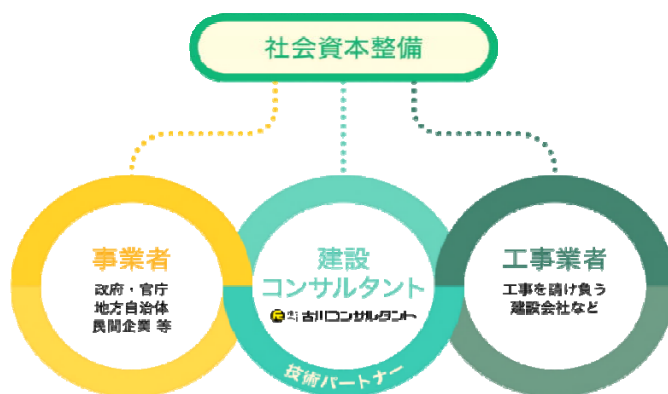 社会資本整備
事業者
政府・官庁
地方自治体
民間企業 等
建設
コンサルタント
古川コンサルタント
技術パートナー
工事業者
工事を請け負う
建設会社など